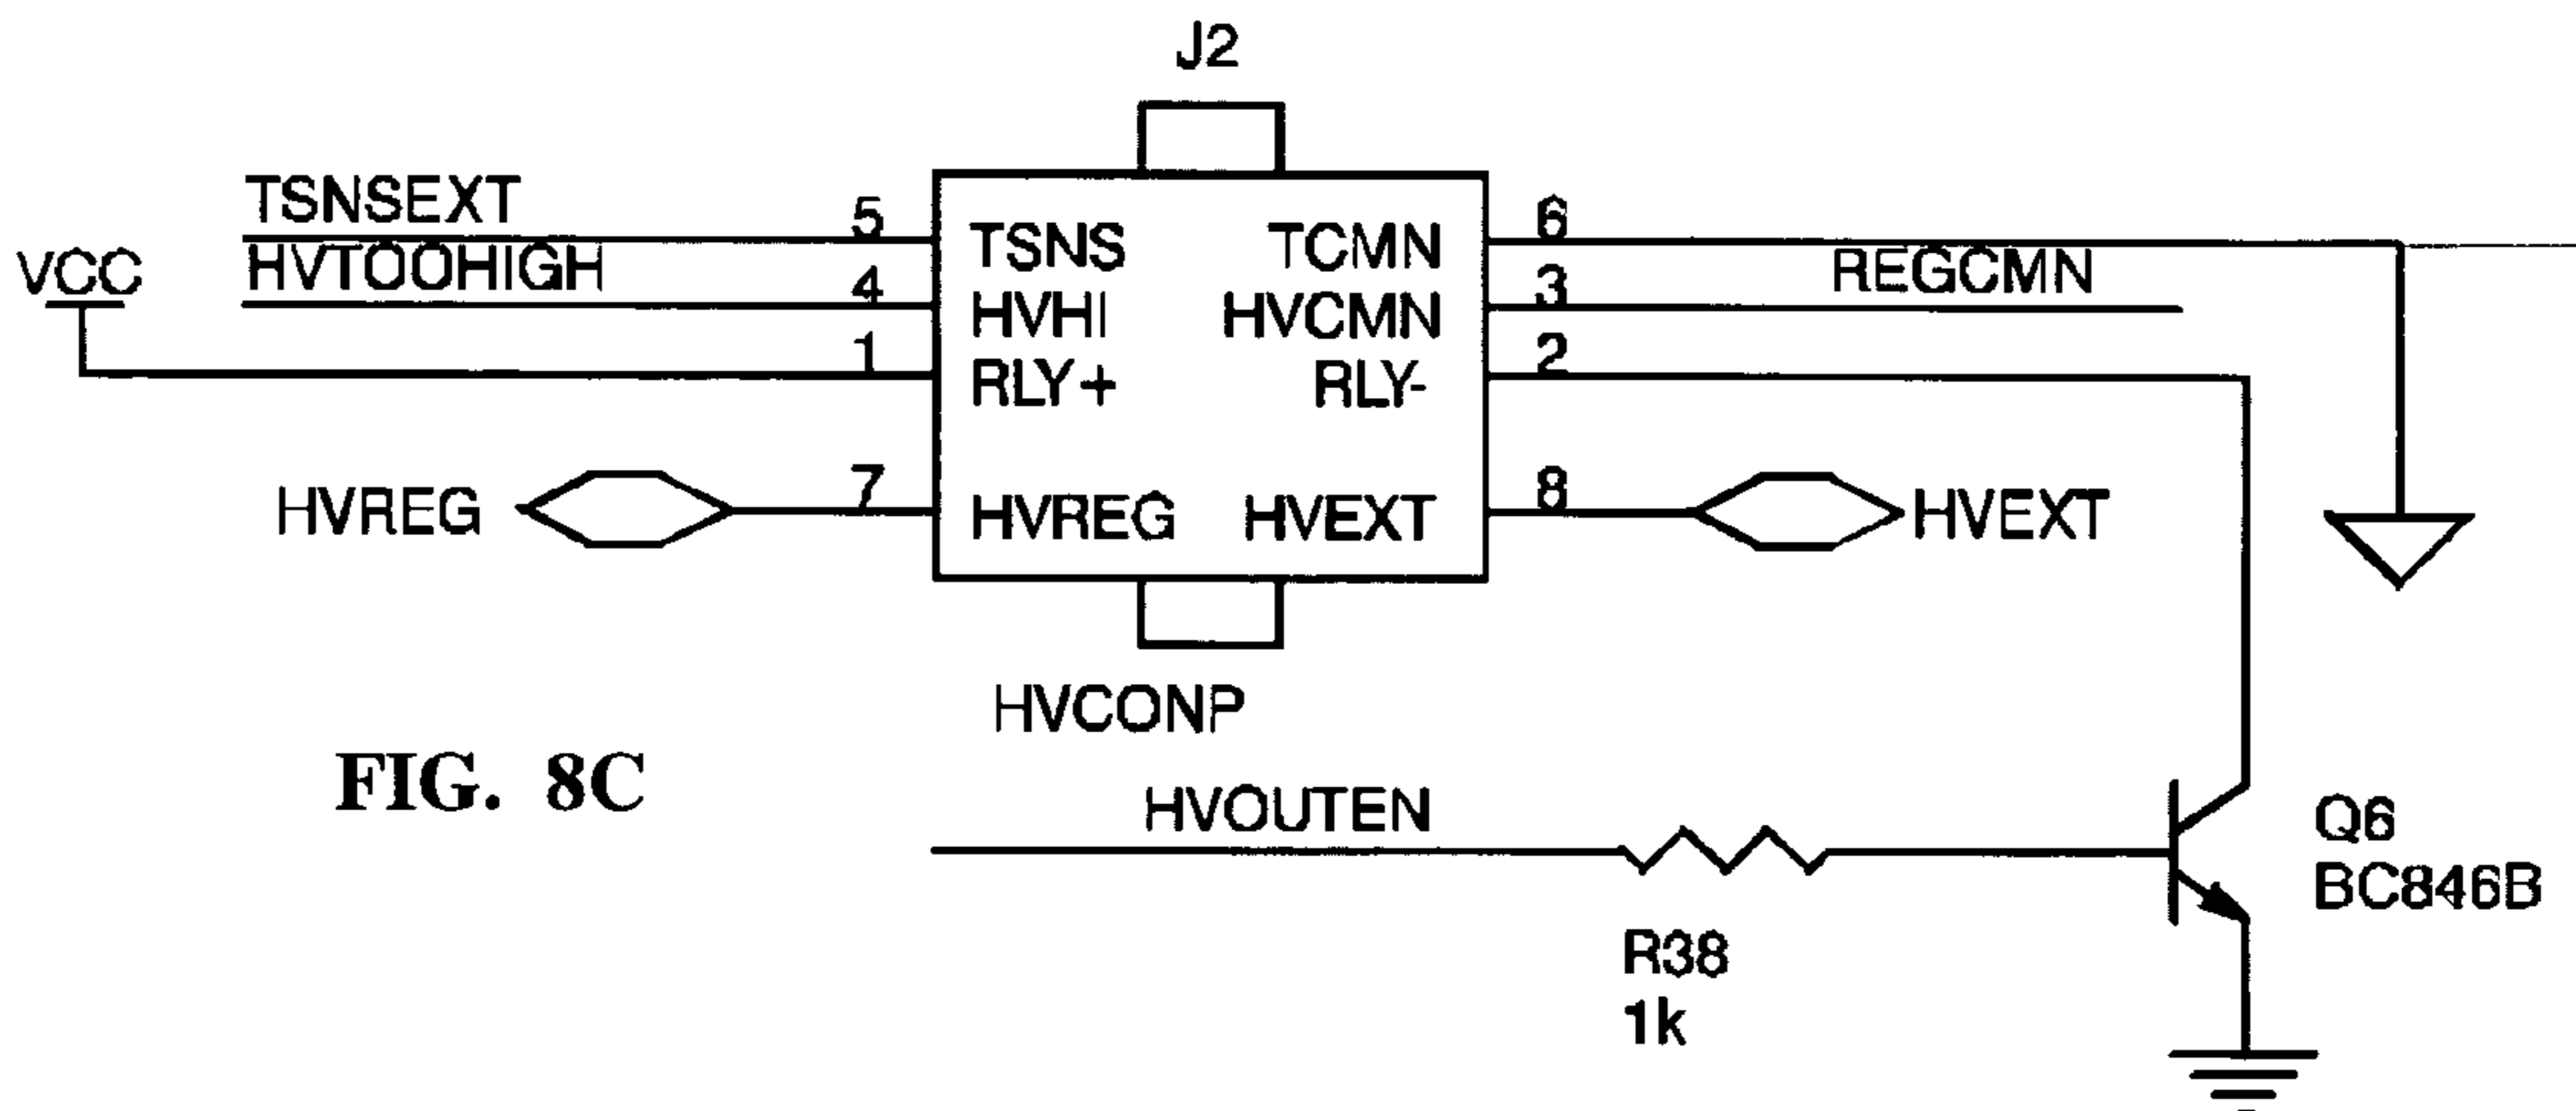 J2
TSNSEXT 5 TSNS TCMN 6
VCC HVTOOHIGH 4 HVHI HVCMN 3 REGCMN
1 RLY+ RLY- 2
HVREG 7 HVREG HVEXT 8 HVEXT
HVCONP
FIG. 8C
HVOUTEN
Q6
BC846B
R38
1k